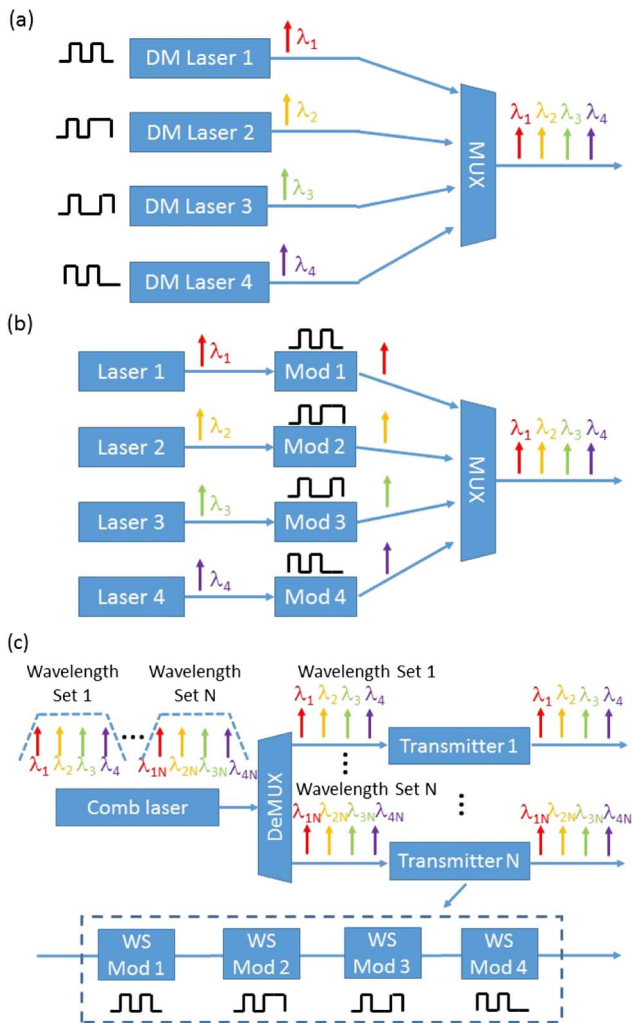 (a)
DM Laser 1
λ1
DM Laser 2
λ2
DM Laser 3
λ3
DM Laser 4
λ4
MUX
λ1 λ2 λ3 λ4
(b)
Laser 1
λ1
Mod 1
Laser 2
λ2
Mod 2
Laser 3
λ3
Mod 3
Laser 4
λ4
Mod 4
MUX
λ1 λ2 λ3 λ4
(c)
Wavelength
Set 1
Wavelength
Set N
λ1 λ2 λ3 λ4
λ1N λ2N λ3N λ4N
Comb laser
DeMUX
Wavelength Set 1
λ1 λ2 λ3 λ4
Transmitter 1
λ1 λ2 λ3 λ4
Wavelength Set N
λ1N λ2N λ3N λ4N
Transmitter N
λ1N λ2N λ3N λ4N
WS
Mod 1
WS
Mod 2
WS
Mod 3
WS
Mod 4